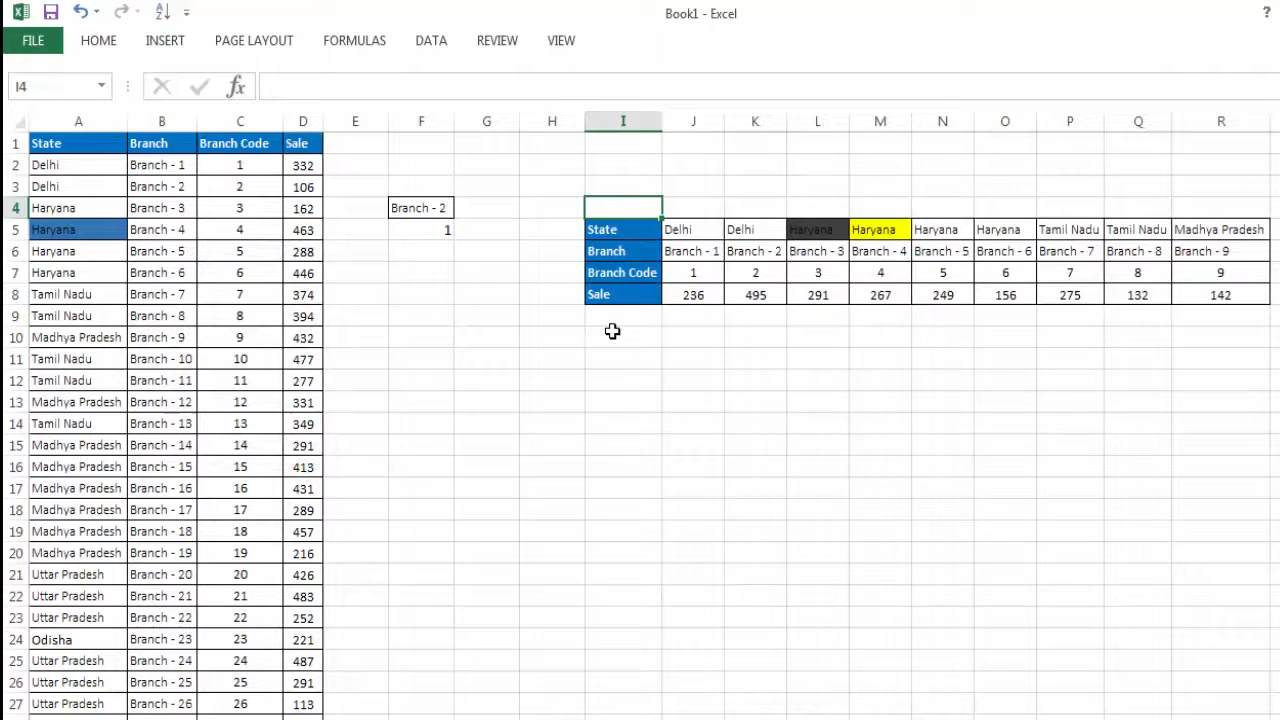 Book1 - Excel
?
FILE HOME INSERT PAGE LAYOUT FORMULAS DATA REVIEW VIEW
I4 fx
A B C D E F G H I J K L M N O P Q R
1 State Branch Branch Code Sale
2 Delhi Branch - 1 1 332
3 Delhi Branch - 2 2 106
4 Haryana Branch - 3 3 162 Branch - 2
5 Haryana Branch - 4 4 463 1 State Delhi Delhi Haryana Haryana Haryana Haryana Tamil Nadu Tamil Nadu Madhya Pradesh
6 Haryana Branch - 5 5 288 Branch Branch - 1 Branch - 2 Branch - 3 Branch - 4 Branch - 5 Branch - 6 Branch - 7 Branch - 8 Branch - 9
7 Haryana Branch - 6 6 446 Branch Code 1 2 3 4 5 6 7 8 9
8 Tamil Nadu Branch - 7 7 374 Sale 236 495 291 267 249 156 275 132 142
9 Tamil Nadu Branch - 8 8 394
10 Madhya Pradesh Branch - 9 9 432
11 Tamil Nadu Branch - 10 10 477
12 Tamil Nadu Branch - 11 11 277
13 Madhya Pradesh Branch - 12 12 331
14 Tamil Nadu Branch - 13 13 349
15 Madhya Pradesh Branch - 14 14 291
16 Madhya Pradesh Branch - 15 15 413
17 Madhya Pradesh Branch - 16 16 431
18 Madhya Pradesh Branch - 17 17 289
19 Madhya Pradesh Branch - 18 18 457
20 Madhya Pradesh Branch - 19 19 216
21 Uttar Pradesh Branch - 20 20 426
22 Uttar Pradesh Branch - 21 21 483
23 Uttar Pradesh Branch - 22 22 252
24 Odisha Branch - 23 23 221
25 Uttar Pradesh Branch - 24 24 487
26 Uttar Pradesh Branch - 25 25 291
27 Uttar Pradesh Branch - 26 26 113